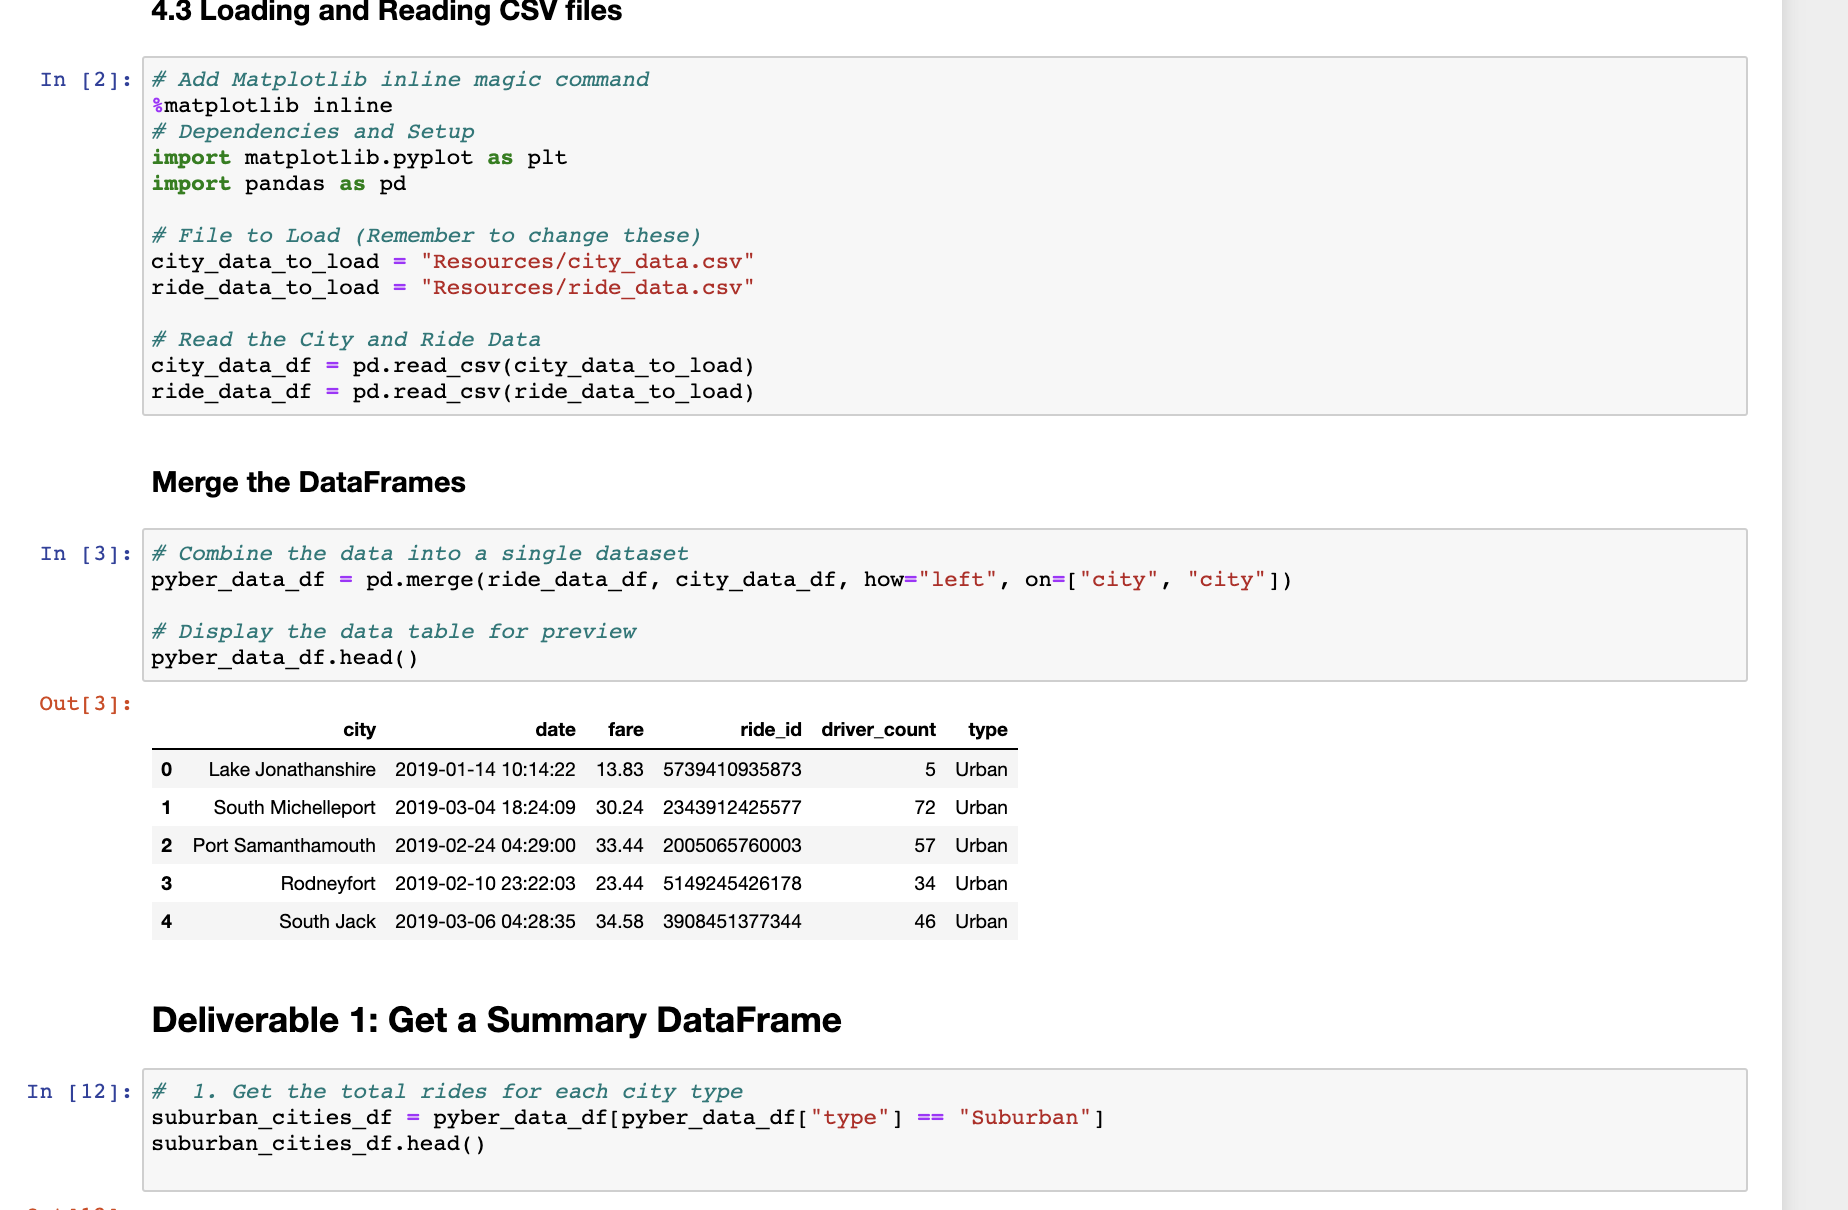 4.3 Loading and Reading CSV files
In [2]:
# Add Matplotlib inline magic command
%matplotlib inline
# Dependencies and Setup
import matplotlib.pyplot as plt
import pandas as pd
# File to Load (Remember to change these)
city_data_to_load = "Resources/city_data.csv"
ride_data_to_load = "Resources/ride_data.csv"
# Read the City and Ride Data
city_data_df = pd.read_csv(city_data_to_load)
ride_data_df = pd.read_csv(ride_data_to_load)
Merge the DataFrames
In [3]:
# Combine the data into a single dataset
pyber_data_df = pd.merge(ride_data_df, city_data_df, how="left", on=["city", "city"])
# Display the data table for preview
pyber_data_df.head()
Out[3]:
city date fare ride_id driver_count type
0 Lake Jonathanshire 2019-01-14 10:14:22 13.83 5739410935873 5 Urban
1 South Michelleport 2019-03-04 18:24:09 30.24 2343912425577 72 Urban
2 Port Samanthamouth 2019-02-24 04:29:00 33.44 2005065760003 57 Urban
3 Rodneyfort 2019-02-10 23:22:03 23.44 5149245426178 34 Urban
4 South Jack 2019-03-06 04:28:35 34.58 3908451377344 46 Urban
Deliverable 1: Get a Summary DataFrame
In [12]:
#  1. Get the total rides for each city type
suburban_cities_df = pyber_data_df[pyber_data_df["type"] == "Suburban"]
suburban_cities_df.head()